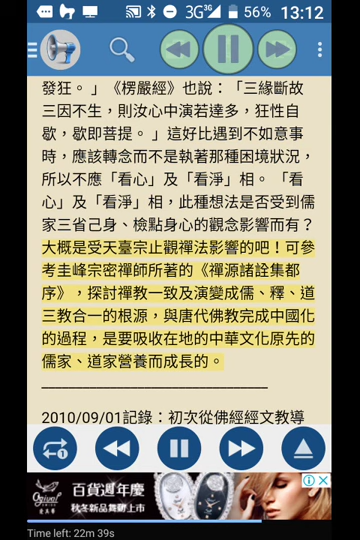 3G 36 56% 13:12
發狂。」《楞嚴經》也說：「三緣斷故
三因不生，則汝心中演若達多，狂性自
歇，歇即菩提。」這好比遇到不如意事
時，應該轉念而不是執著那種困境狀況，
所以不應「看心」及「看淨」相。「看
心」及「看淨」相，此種想法是否受到儒
家三省己身、檢點身心的觀念影響而有？
大概是受天臺宗止觀禪法影響的吧！可參
考圭峰宗密禪師所著的《禪源諸詮集都
序》，探討禪教一致及演變成儒、釋、道
三教合一的根源，與唐代佛教完成中國化
的過程，是要吸收在地的中華文化原先的
儒家、道家營養而成長的。
2010/09/01記錄：初次從佛經經文教導
1
Ogival
愛其華
百貨週年慶
秋冬新品舞動上市
Time left: 22m 39s